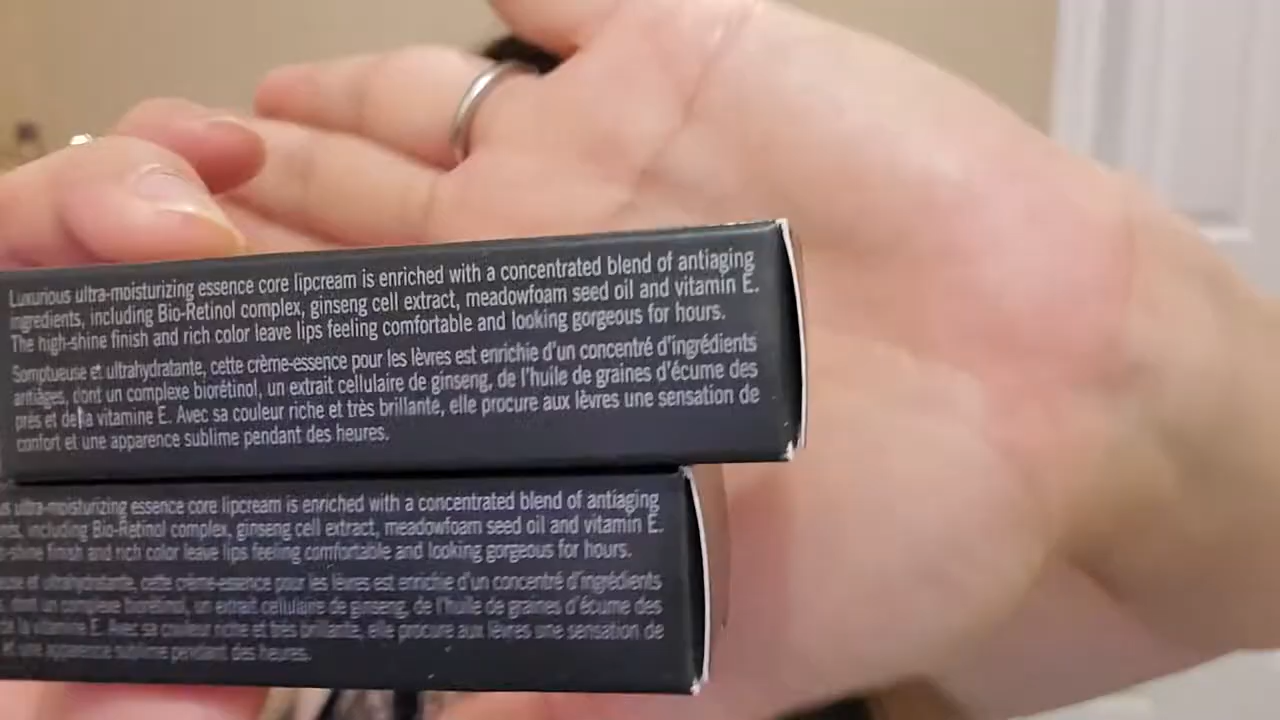 Luxurious ultra-moisturizing essence core lipcream is enriched with a concentrated blend of antiaging
ingredients, including Bio-Retinol complex, ginseng cell extract, meadowfoam seed oil and vitamin E.
The high-shine finish and rich color leave lips feeling comfortable and looking gorgeous for hours.
Somptueuse et ultrahydratante, cette crème-essence pour les lèvres est enrichie d'un concentré d'ingrédients
antiâges, dont un complexe biorétinol, un extrait cellulaire de ginseng, de l'huile de graines d'écume des
prés et de la vitamine E. Avec sa couleur riche et très brillante, elle procure aux lèvres une sensation de
confort et une apparence sublime pendant des heures.
ultra-moisturizing essence core lipcream is enriched with a concentrated blend of antiaging
including Bio-Retinol complex, ginseng cell extract, meadowfoam seed oil and vitamin E.
finish and rich color leave lips feeling comfortable and looking gorgeous for hours.
et ultrahydratante, cette crème-essence pour les lèvres est enrichie d'un concentré d'ingrédients
dont un complexe biorétinol, un extrait cellulaire de ginseng, de l'huile de graines d'écume des
la vitamine E. Avec sa couleur riche et très brillante, elle procure aux lèvres une sensation de
et une apparence sublime pendant des heures.